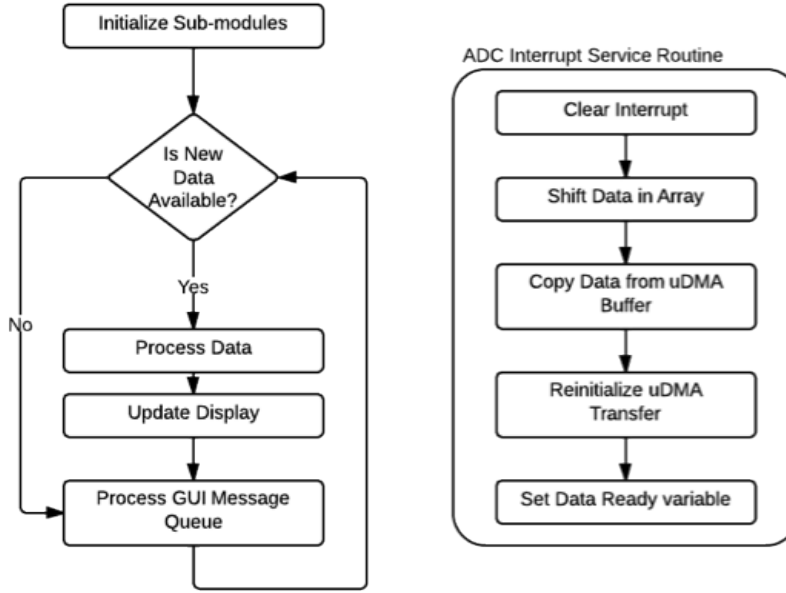 Initialize Sub-modules
Is New
Data
Available?
Yes
No
Process Data
Update Display
Process GUI Message
Queue
ADC Interrupt Service Routine
Clear Interrupt
Shift Data in Array
Copy Data from uDMA
Buffer
Reinitialize uDMA
Transfer
Set Data Ready variable